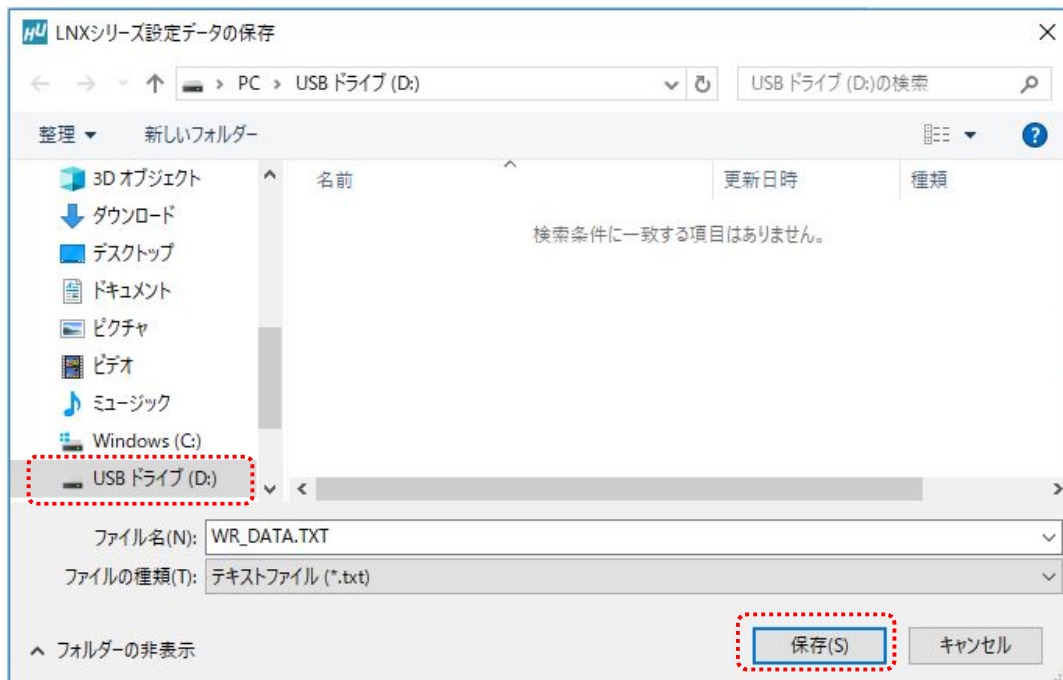 HU LNXシリーズ設定データの保存
PC › USB ドライブ (D:) USB ドライブ (D:)の検索
整理 新しいフォルダー
3D オブジェクト
ダウンロード
デスクトップ
ドキュメント
ピクチャ
ビデオ
ミュージック
Windows (C:)
USB ドライブ (D:)
名前 更新日時 種類
検索条件に一致する項目はありません。
ファイル名(N): WR_DATA.TXT
ファイルの種類(T): テキストファイル (*.txt)
フォルダーの非表示 保存(S) キャンセル